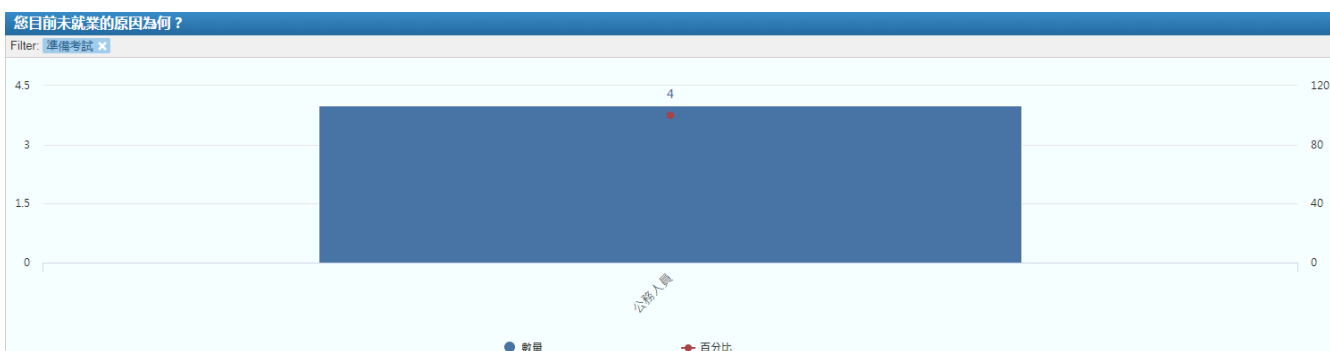 您目前未就業的原因為何？
Filter: 準備考試 ×
4.5 120
4
3 80
1.5 40
0 0
公務人員
數量 百分比